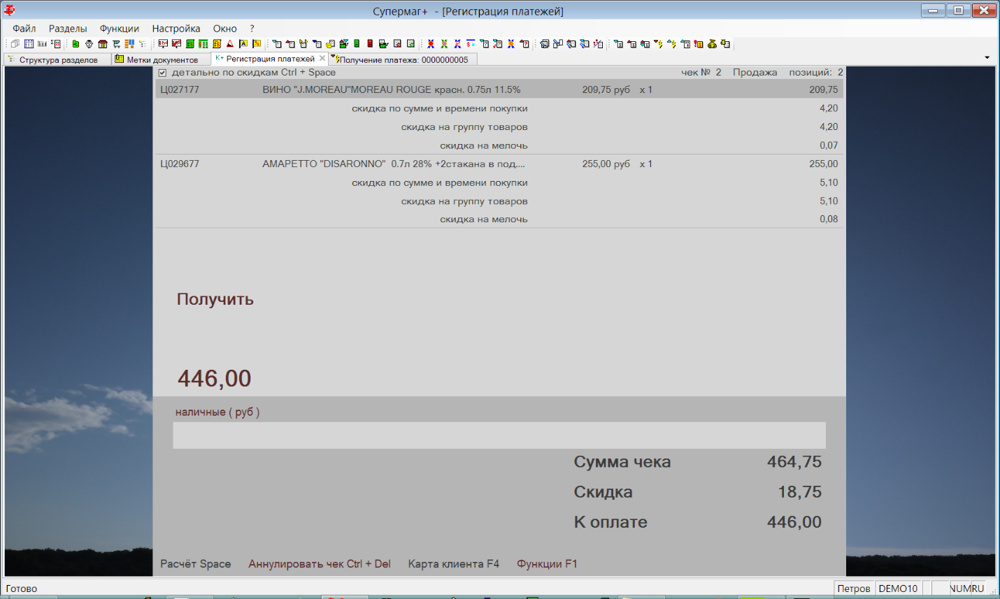 Супермаг+ - [Регистрация платежей]
Файл Разделы Функции Настройка Окно ?
Структура разделов Метки документов К+ Регистрация платежей Получение платежа: 0000000005
детально по скидкам Ctrl + Space чек № 2 Продажа позиций: 2
Ц027177 ВИНО "J.MOREAU"MOREAU ROUGE красн. 0.75л 11.5% 209,75 руб x 1 209,75
скидка по сумме и времени покупки 4,20
скидка на группу товаров 4,20
скидка на мелочь 0,07
Ц029677 АМАРЕТТО "DISARONNO" 0.7л 28% +2стакана в под.... 255,00 руб x 1 255,00
скидка по сумме и времени покупки 5,10
скидка на группу товаров 5,10
скидка на мелочь 0,08
Получить
446,00
наличные ( руб )
Сумма чека 464,75
Скидка 18,75
К оплате 446,00
Расчёт Space Аннулировать чек Ctrl + Del Карта клиента F4 Функции F1
Готово Петров DEMO10 NUM RU